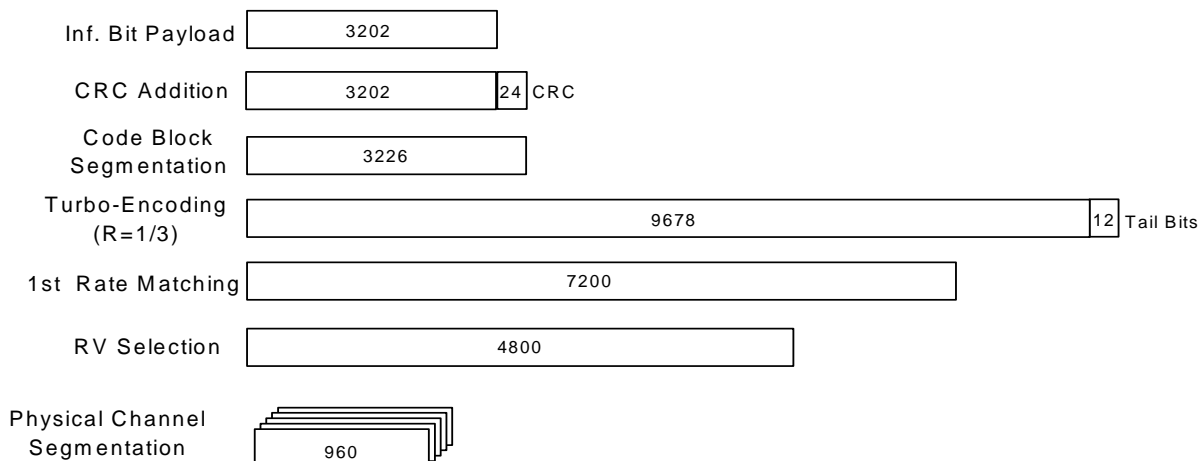 Inf. Bit Payload
3202
CRC Addition
3202
24
CRC
Code Block
Segmentation
3226
Turbo-Encoding
(R=1/3)
9678
12
Tail Bits
1st Rate Matching
7200
RV Selection
4800
Physical Channel
Segmentation
960